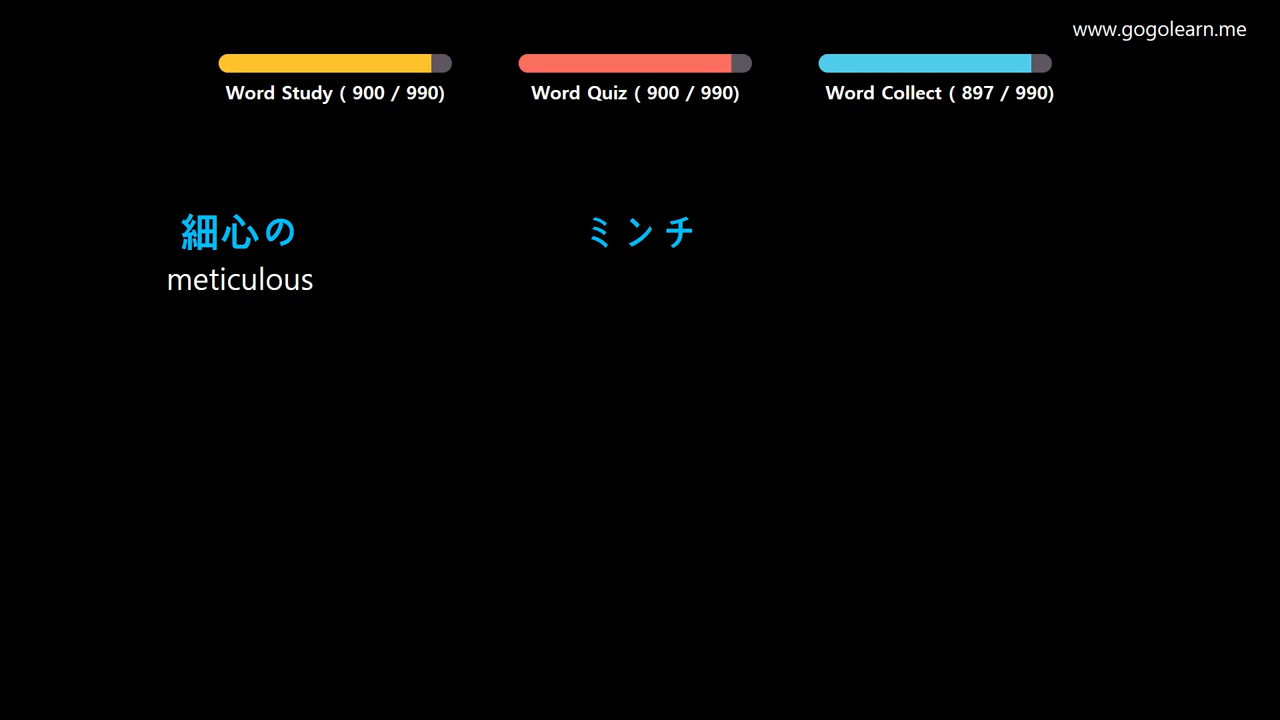 www.gogolearn.me
Word Study ( 900 / 990)
Word Quiz ( 900 / 990)
Word Collect ( 897 / 990)
細心の
meticulous
ミンチ